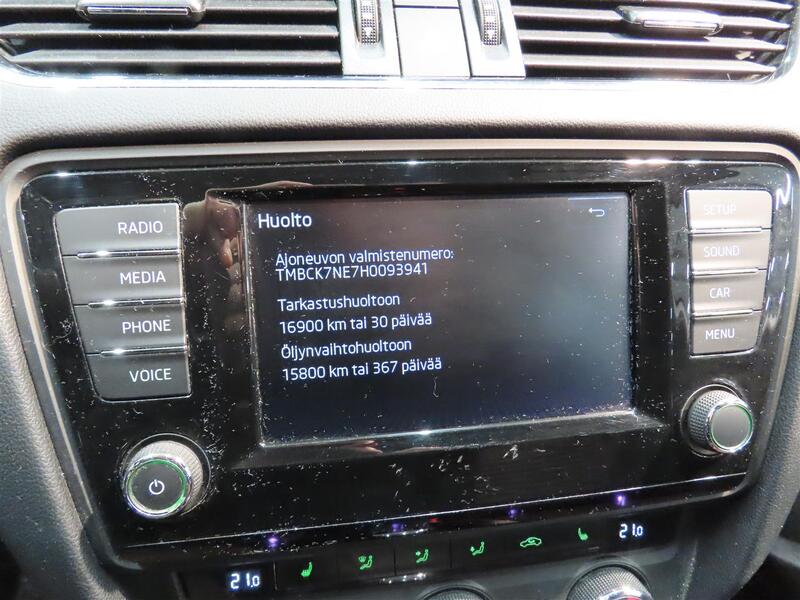 RADIO
MEDIA
PHONE
VOICE
Huolto
Ajoneuvon valmistenumero:
TMBCK7NE7H0093941
Tarkastushuoltoon
16900 km tai 30 päivää
Öljynvaihtohuoltoon
15800 km tai 367 päivää
SETUP
SOUND
CAR
MENU
21.0
21.0